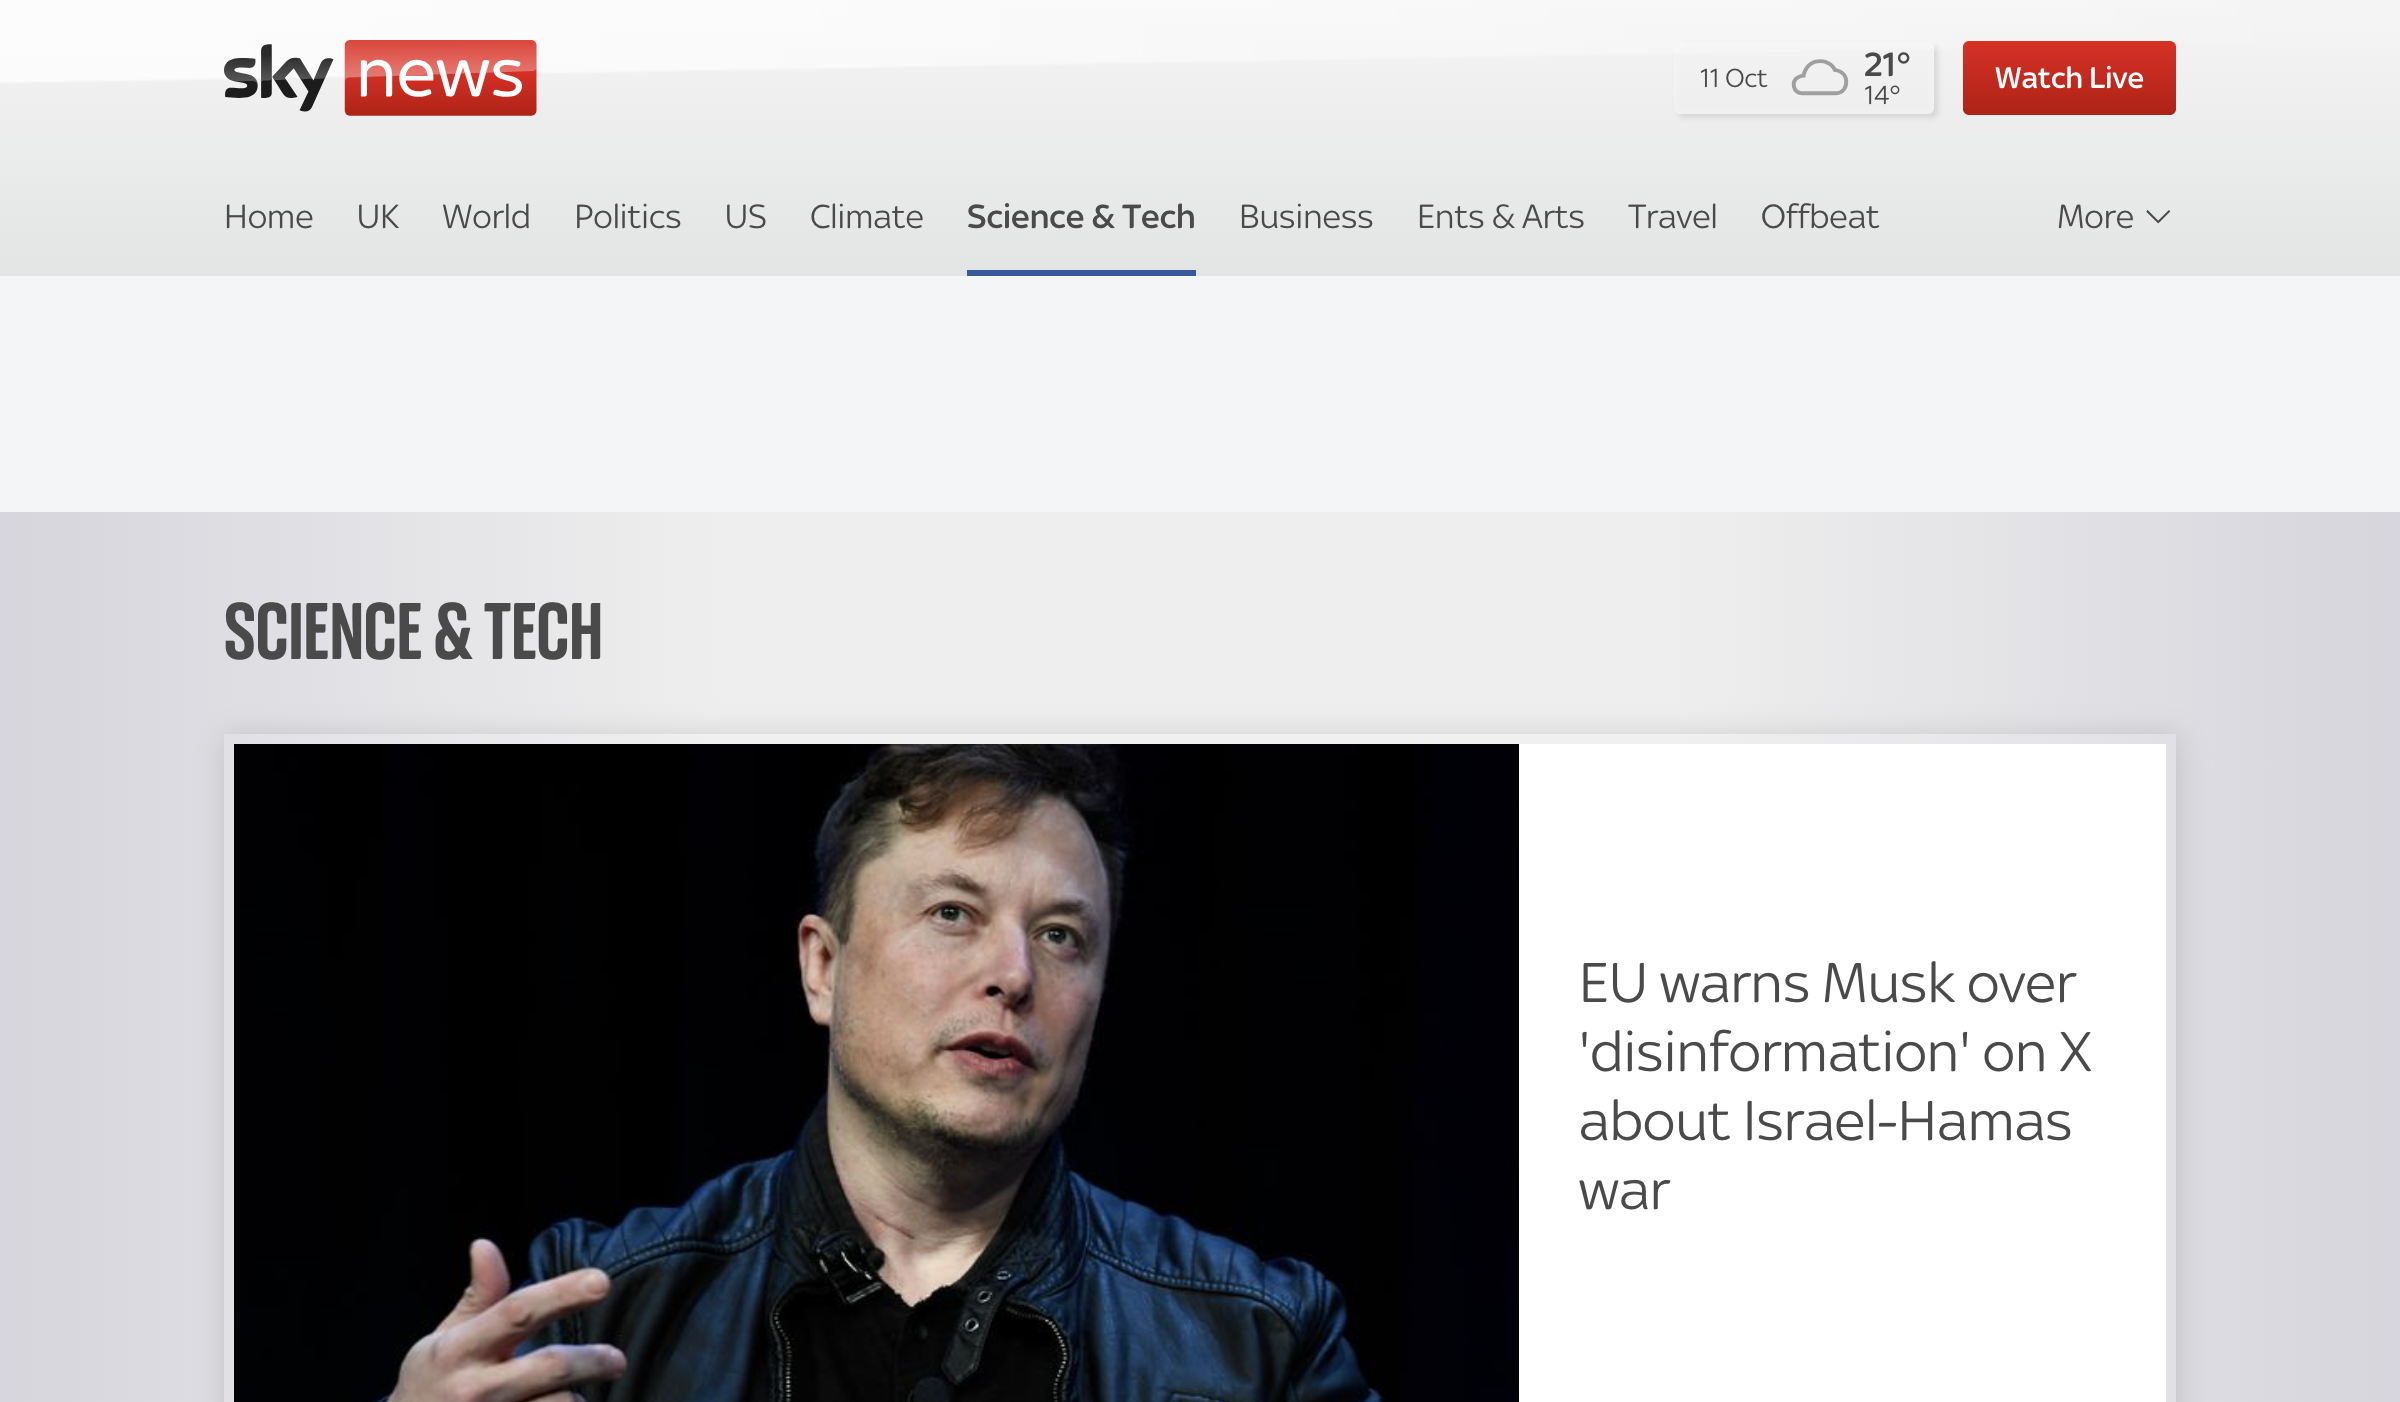 sky news
11 Oct
21°
14°
Watch Live
Home UK World Politics US Climate Science & Tech Business Ents & Arts Travel Offbeat More
SCIENCE & TECH
EU warns Musk over
'disinformation' on X
about Israel-Hamas
war